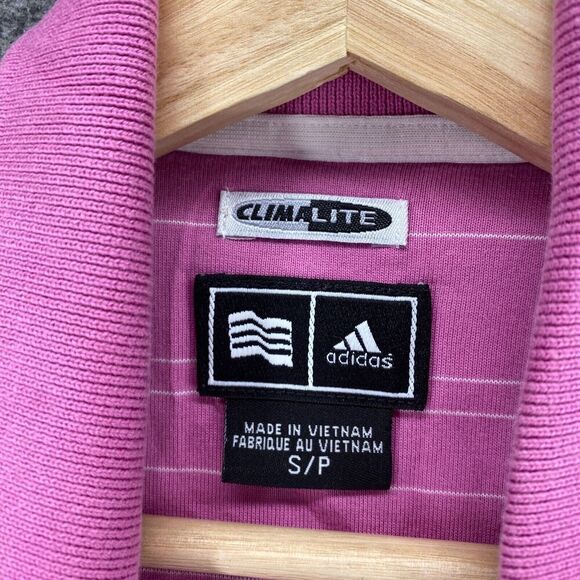 CLIMALITE
adidas
MADE IN VIETNAM
FABRIQUE AU VIETNAM
S/P